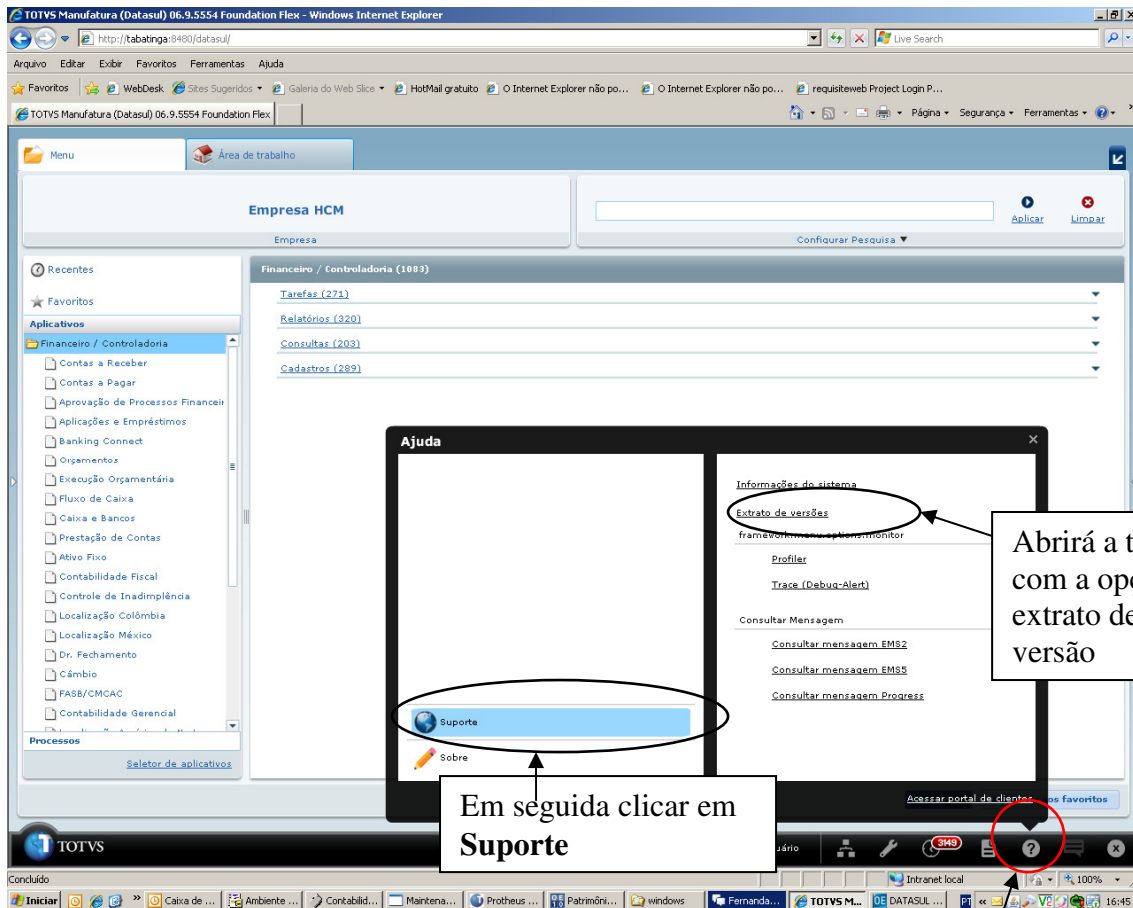 TOTVS Manufatura (Datasul) 06.9.5554 Foundation Flex - Windows Internet Explorer
http://tabatinga:8480/datasul/
Live Search
Arquivo Editar Exibir Favoritos Ferramentas Ajuda
Favoritos WebDesk Sites Sugeridos Galeria do Web Slice HotMail gratuito O Internet Explorer não po... O Internet Explorer não po... requisiteweb Project Login P...
TOTVS Manufatura (Datasul) 06.9.5554 Foundation Flex
Página Segurança Ferramentas
Menu
Área de trabalho
Empresa HCM
Empresa
Aplicar
Limpar
Configurar Pesquisa
Recentes
Favoritos
Aplicativos
Financeiro / Controladoria
Contas a Receber
Contas a Pagar
Aprovação de Processos Financeir
Aplicações e Empréstimos
Banking Connect
Orçamentos
Execução Orçamentária
Fluxo de Caixa
Caixa e Bancos
Prestação de Contas
Ativo Fixo
Contabilidade Fiscal
Controle de Inadimplência
Localização Colômbia
Localização México
Dr. Fechamento
Câmbio
FASB/CMCAC
Contabilidade Gerencial
Processos
Seletor de aplicativos
Financeiro / Controladoria (1083)
Tarefas (271)
Relatórios (320)
Consultas (203)
Cadastros (289)
Ajuda
Suporte
Sobre
Informações do sistema
Extrato de versões
framework.menu.options.monitor
Profiler
Trace (Debug-Alert)
Consultar Mensagem
Consultar mensagem EMS2
Consultar mensagem EMS5
Consultar mensagem Progress
Acessar portal de clientes
os favoritos
Abrirá a t
com a opç
extrato de
versão
Em seguida clicar em
Suporte
TOTVS
uário
3149
Concluído
Intranet local
100%
Iniciar
Caixa de ...
Ambiente ...
Contabilid...
Maintena...
Protheus ...
Patrimôni...
windows
Fernanda...
TOTVS M...
DATASUL ...
PT
16:45